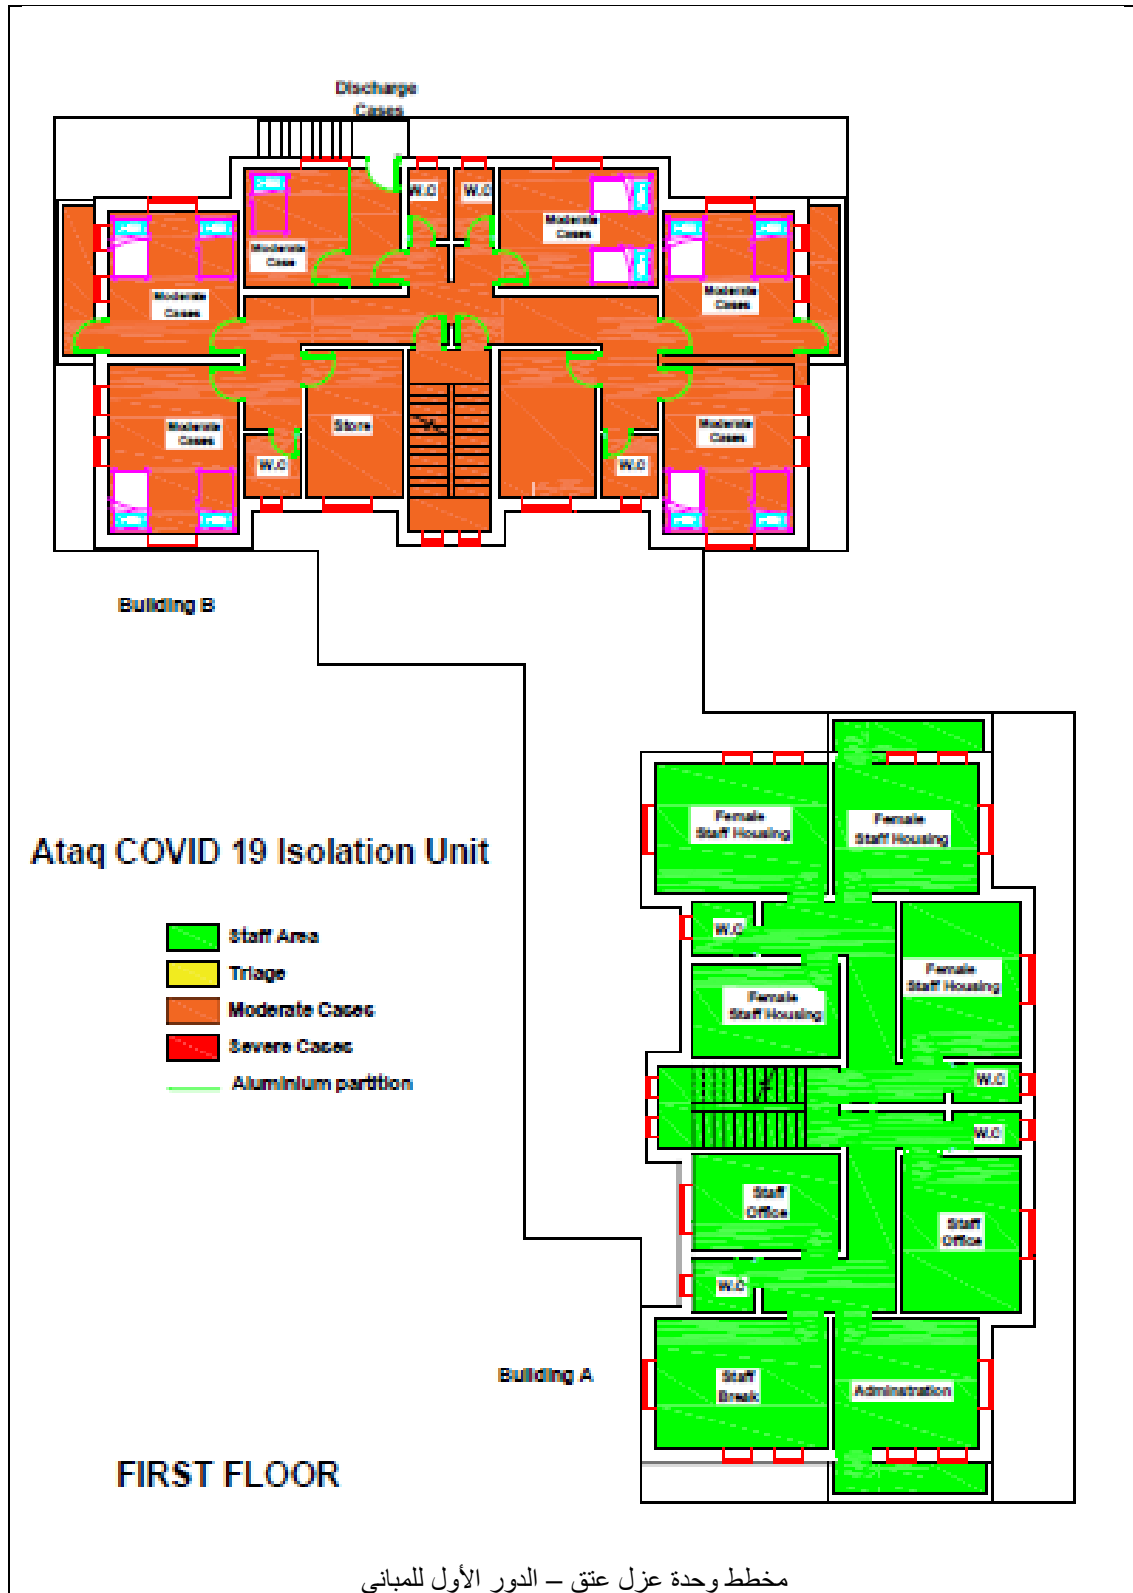 Discharge
Cases
W.C
W.C
Moderate
Cases
Moderate
Case
Moderate
Cases
Moderate
Cases
Moderate
Cases
Store
Moderate
Cases
W.C
W.C
Building B
Ataq COVID 19 Isolation Unit
Staff Area
Triage
Moderate Cases
Severe Cases
Aluminium partition
Female
Staff Housing
Female
Staff Housing
W.C
Female
Staff Housing
Female
Staff Housing
W.C
W.C
Staff
Office
Staff
Office
W.C
Building A
Staff
Break
Adminstration
FIRST FLOOR
مخطط وحدة عزل عتق – الدور الأول للمباني